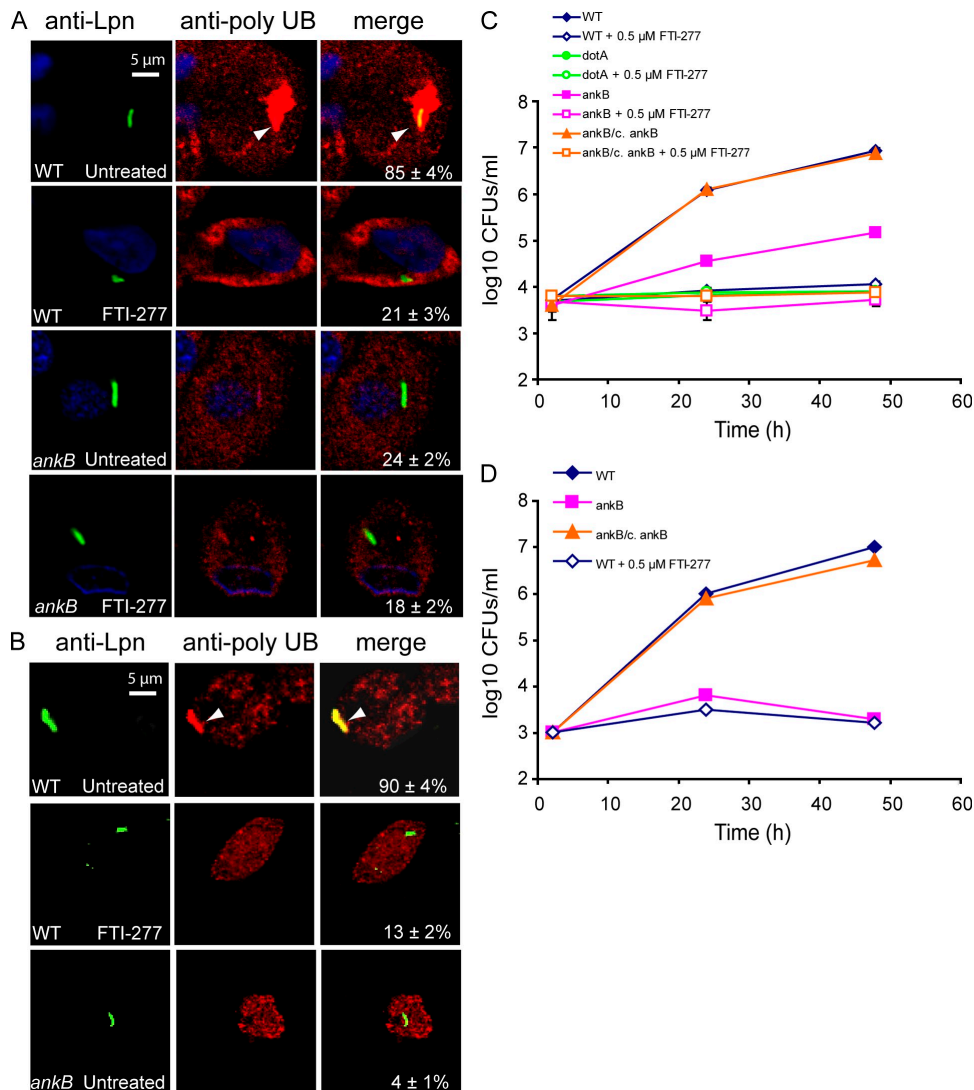 A
anti-Lpn anti-poly UB merge
5 µm
WT Untreated 85 ± 4%
WT FTI-277 21 ± 3%
ankB Untreated 24 ± 2%
ankB FTI-277 18 ± 2%
B
anti-Lpn anti-poly UB merge
5 µm
WT Untreated 90 ± 4%
WT FTI-277 13 ± 2%
ankB Untreated 4 ± 1%
C
WT
WT + 0.5 µM FTI-277
dotA
dotA + 0.5 µM FTI-277
ankB
ankB + 0.5 µM FTI-277
ankB/c. ankB
ankB/c. ankB + 0.5 µM FTI-277
8
7
6
5
4
3
2
log10 CFUs/ml
0 10 20 30 40 50 60
Time (h)
D
WT
ankB
ankB/c. ankB
WT + 0.5 µM FTI-277
8
7
6
5
4
3
2
log10 CFUs/ml
0 10 20 30 40 50 60
Time (h)